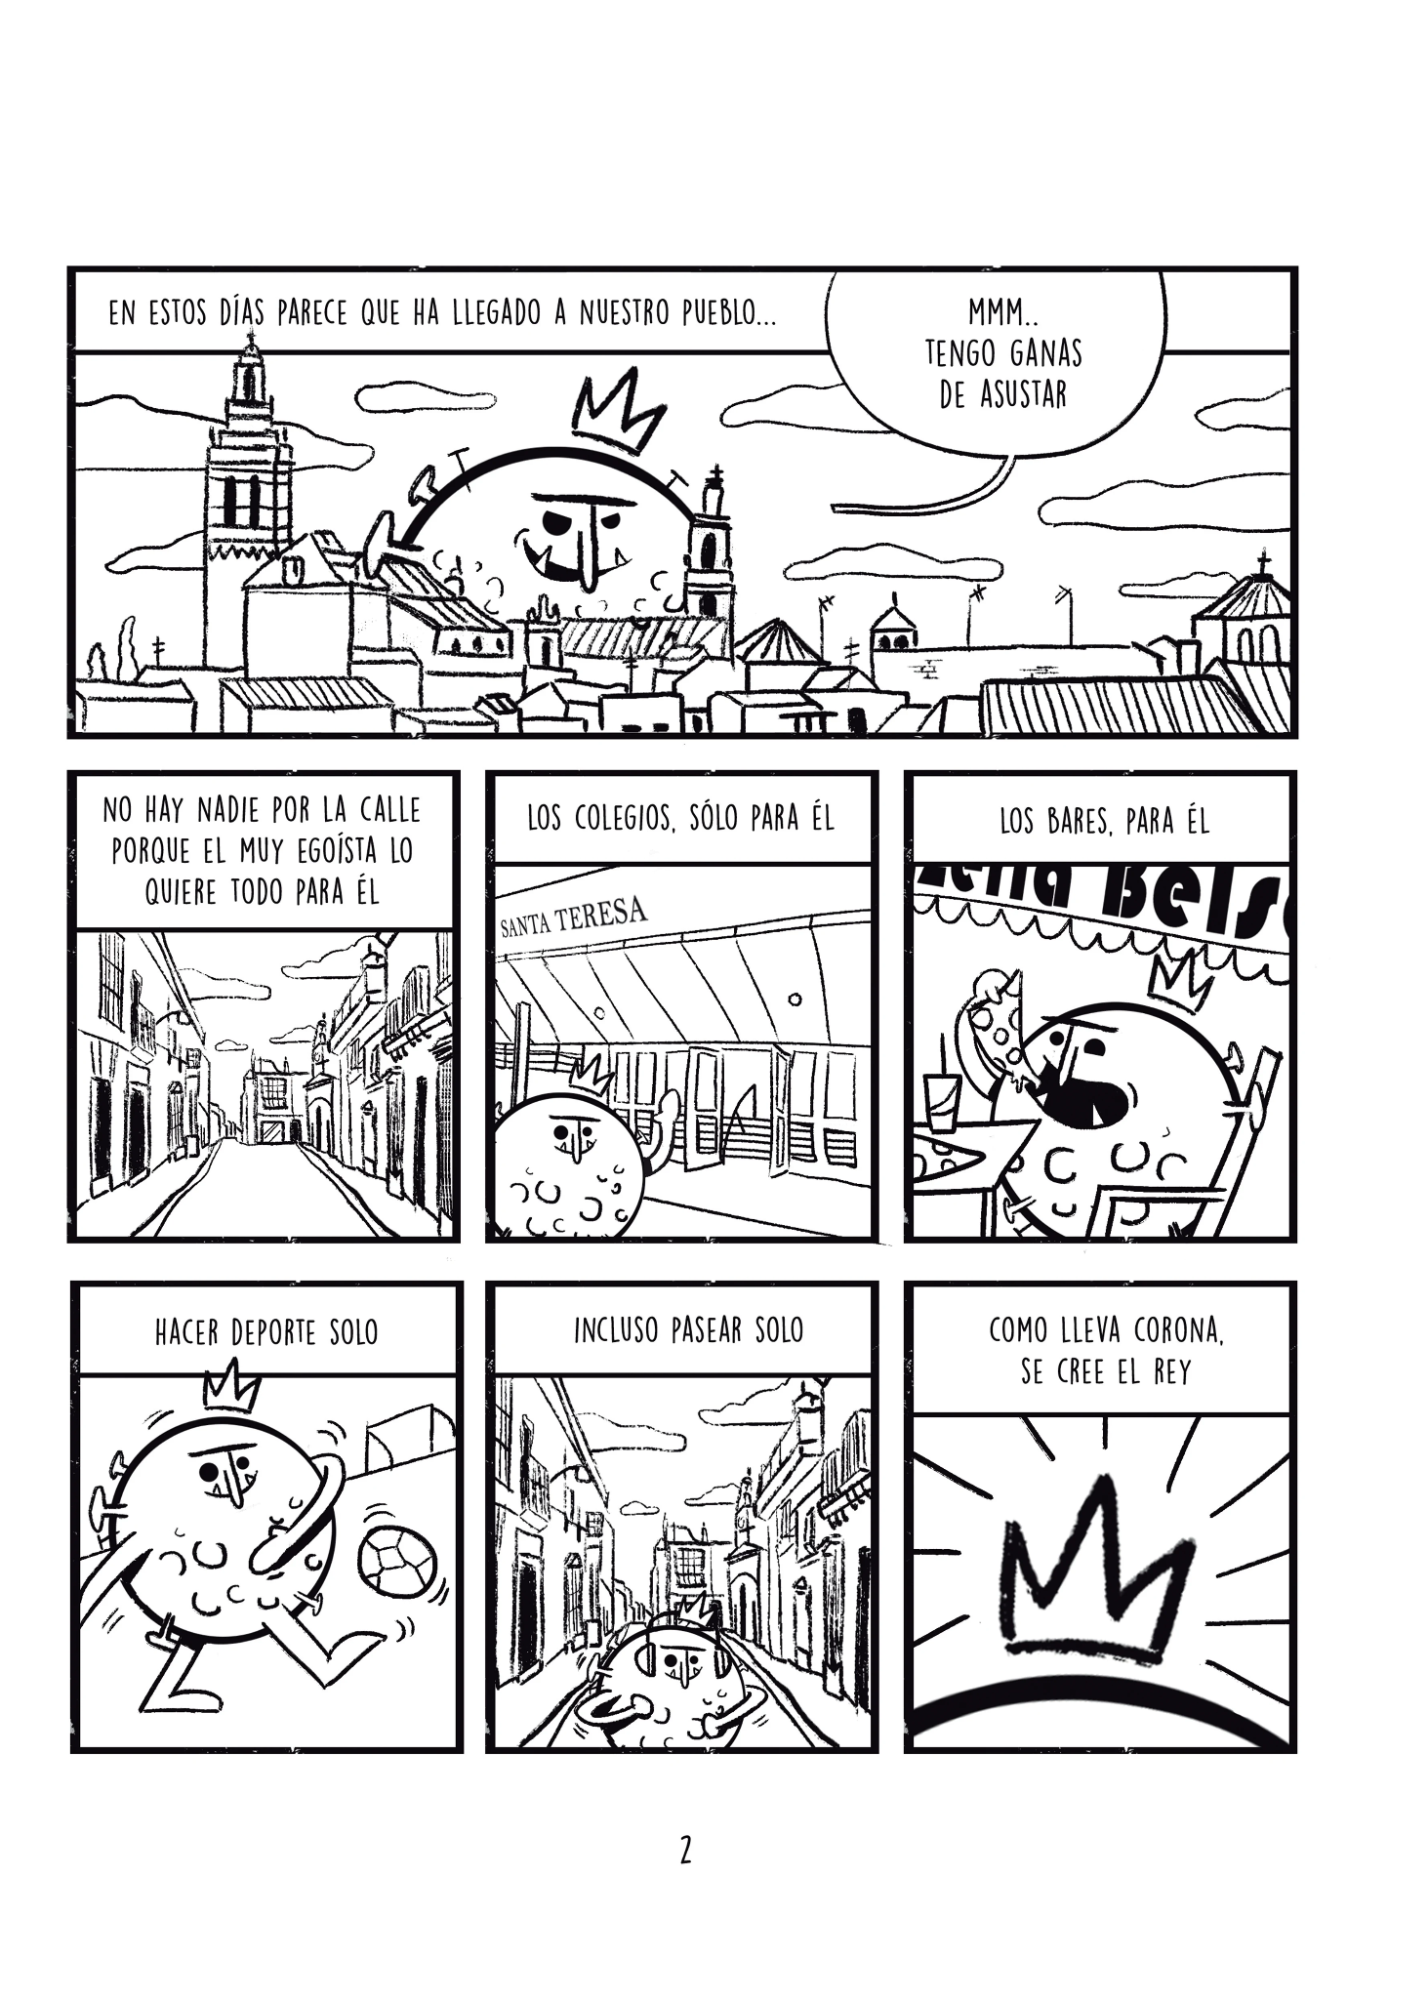 EN ESTOS DÍAS PARECE QUE HA LLEGADO A NUESTRO PUEBLO...
MMM..
TENGO GANAS
DE ASUSTAR
NO HAY NADIE POR LA CALLE
PORQUE EL MUY EGOÍSTA LO
QUIERE TODO PARA ÉL
LOS COLEGIOS, SÓLO PARA ÉL
SANTA TERESA
LOS BARES, PARA ÉL
HACER DEPORTE SOLO
INCLUSO PASEAR SOLO
COMO LLEVA CORONA,
SE CREE EL REY
2